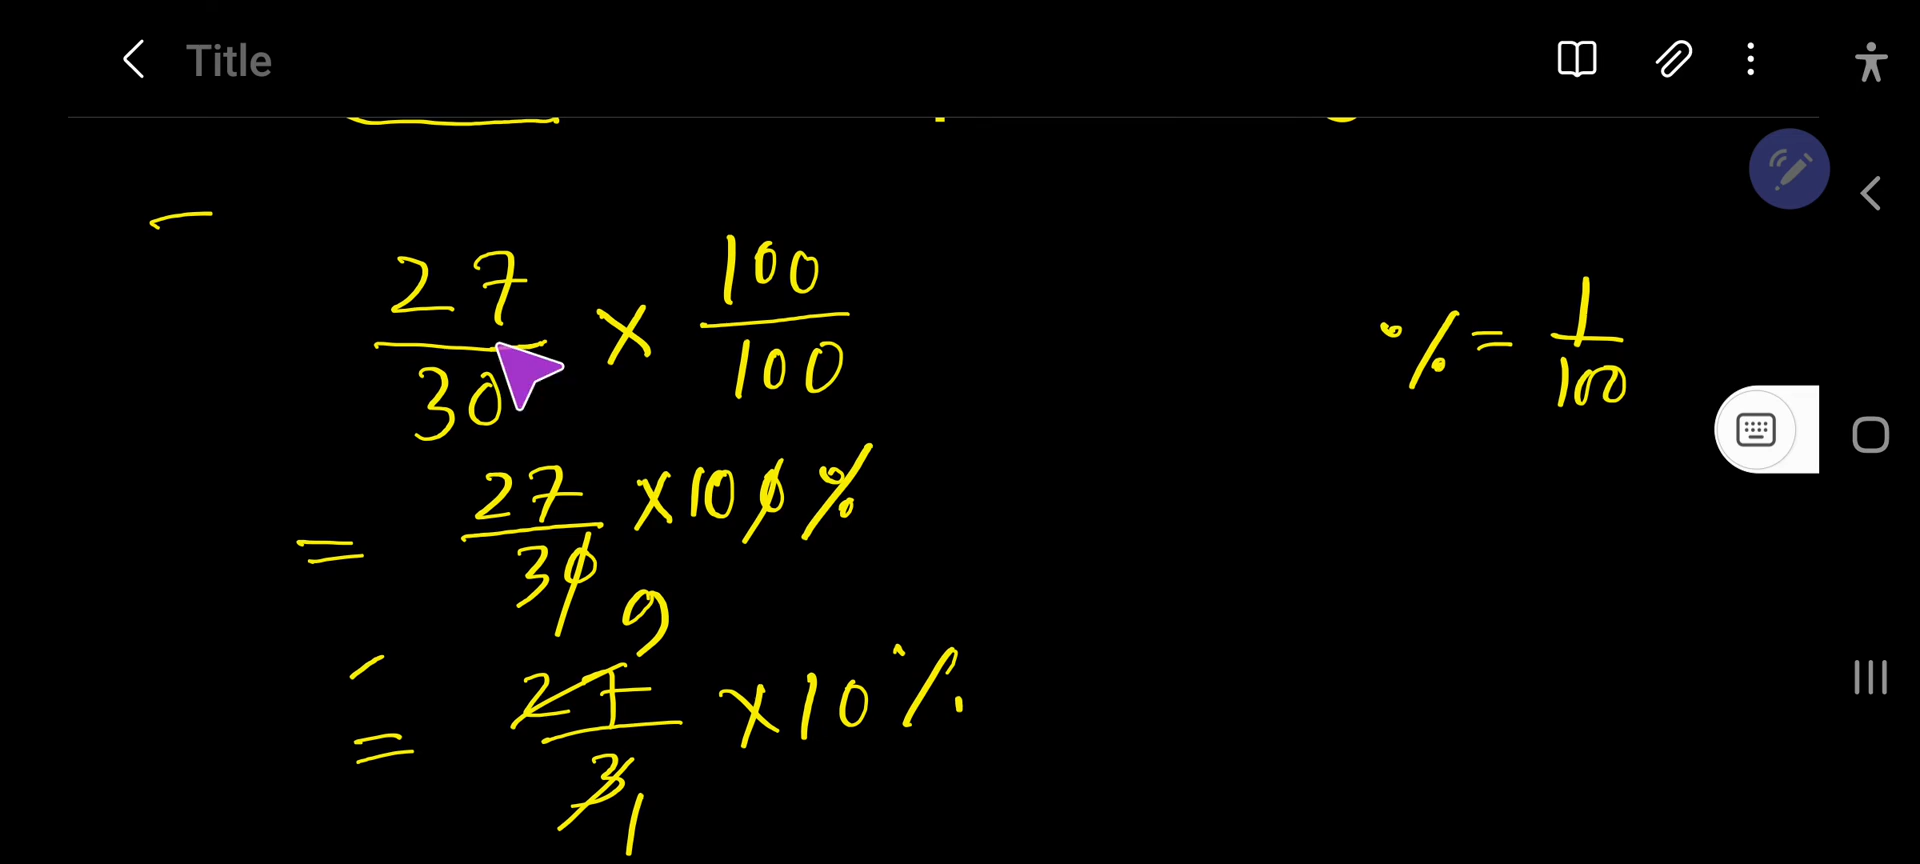 Title
27/30 × 100/100
% = 1/100
= 27/30 × 100 %
9
= 27/3 × 10 %
1